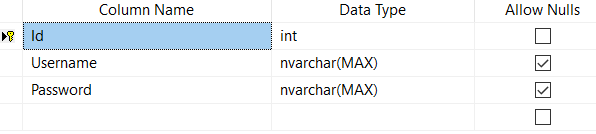 Column Name Data Type Allow Nulls
Id int
Username nvarchar(MAX)
Password nvarchar(MAX)